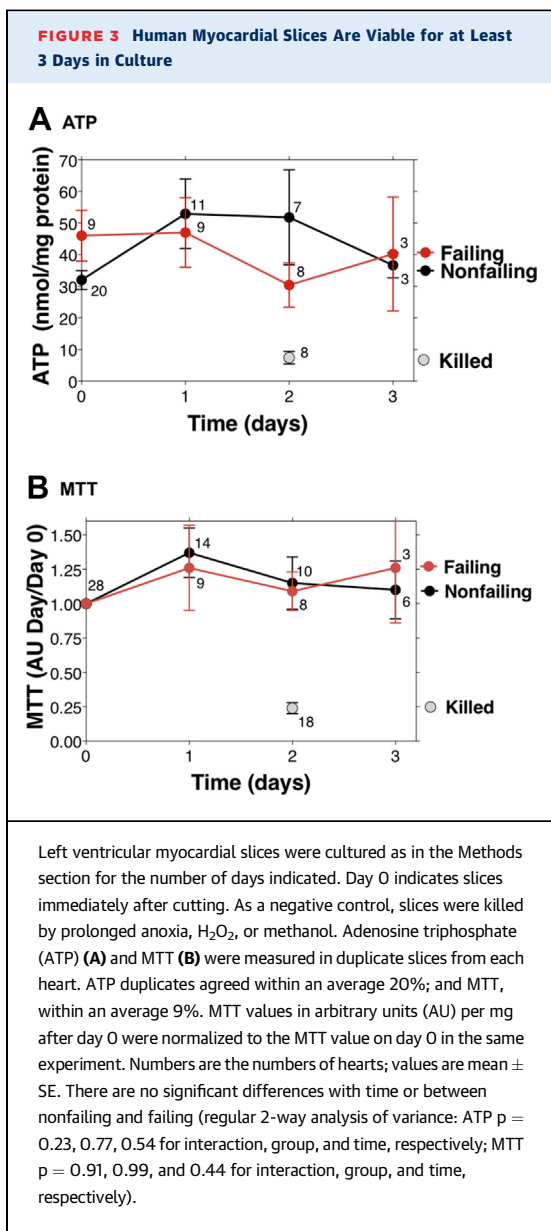 FIGURE 3 Human Myocardial Slices Are Viable for at Least
3 Days in Culture
A ATP
70
60
50
40
30
20
10
0
ATP (nmol/mg protein)
9
20
11
9
7
8
8
3
3
Failing
Nonfailing
Killed
0 1 2 3
Time (days)
B MTT
1.50
1.25
1.00
0.75
0.50
0.25
0.00
MTT (AU Day/Day 0)
28
14
9
10
8
18
3
6
Failing
Nonfailing
Killed
0 1 2 3
Time (days)
Left ventricular myocardial slices were cultured as in the Methods
section for the number of days indicated. Day 0 indicates slices
immediately after cutting. As a negative control, slices were killed
by prolonged anoxia, H₂O₂, or methanol. Adenosine triphosphate
(ATP) (A) and MTT (B) were measured in duplicate slices from each
heart. ATP duplicates agreed within an average 20%; and MTT,
within an average 9%. MTT values in arbitrary units (AU) per mg
after day 0 were normalized to the MTT value on day 0 in the same
experiment. Numbers are the numbers of hearts; values are mean ±
SE. There are no significant differences with time or between
nonfailing and failing (regular 2-way analysis of variance: ATP p =
0.23, 0.77, 0.54 for interaction, group, and time, respectively; MTT
p = 0.91, 0.99, and 0.44 for interaction, group, and time,
respectively).